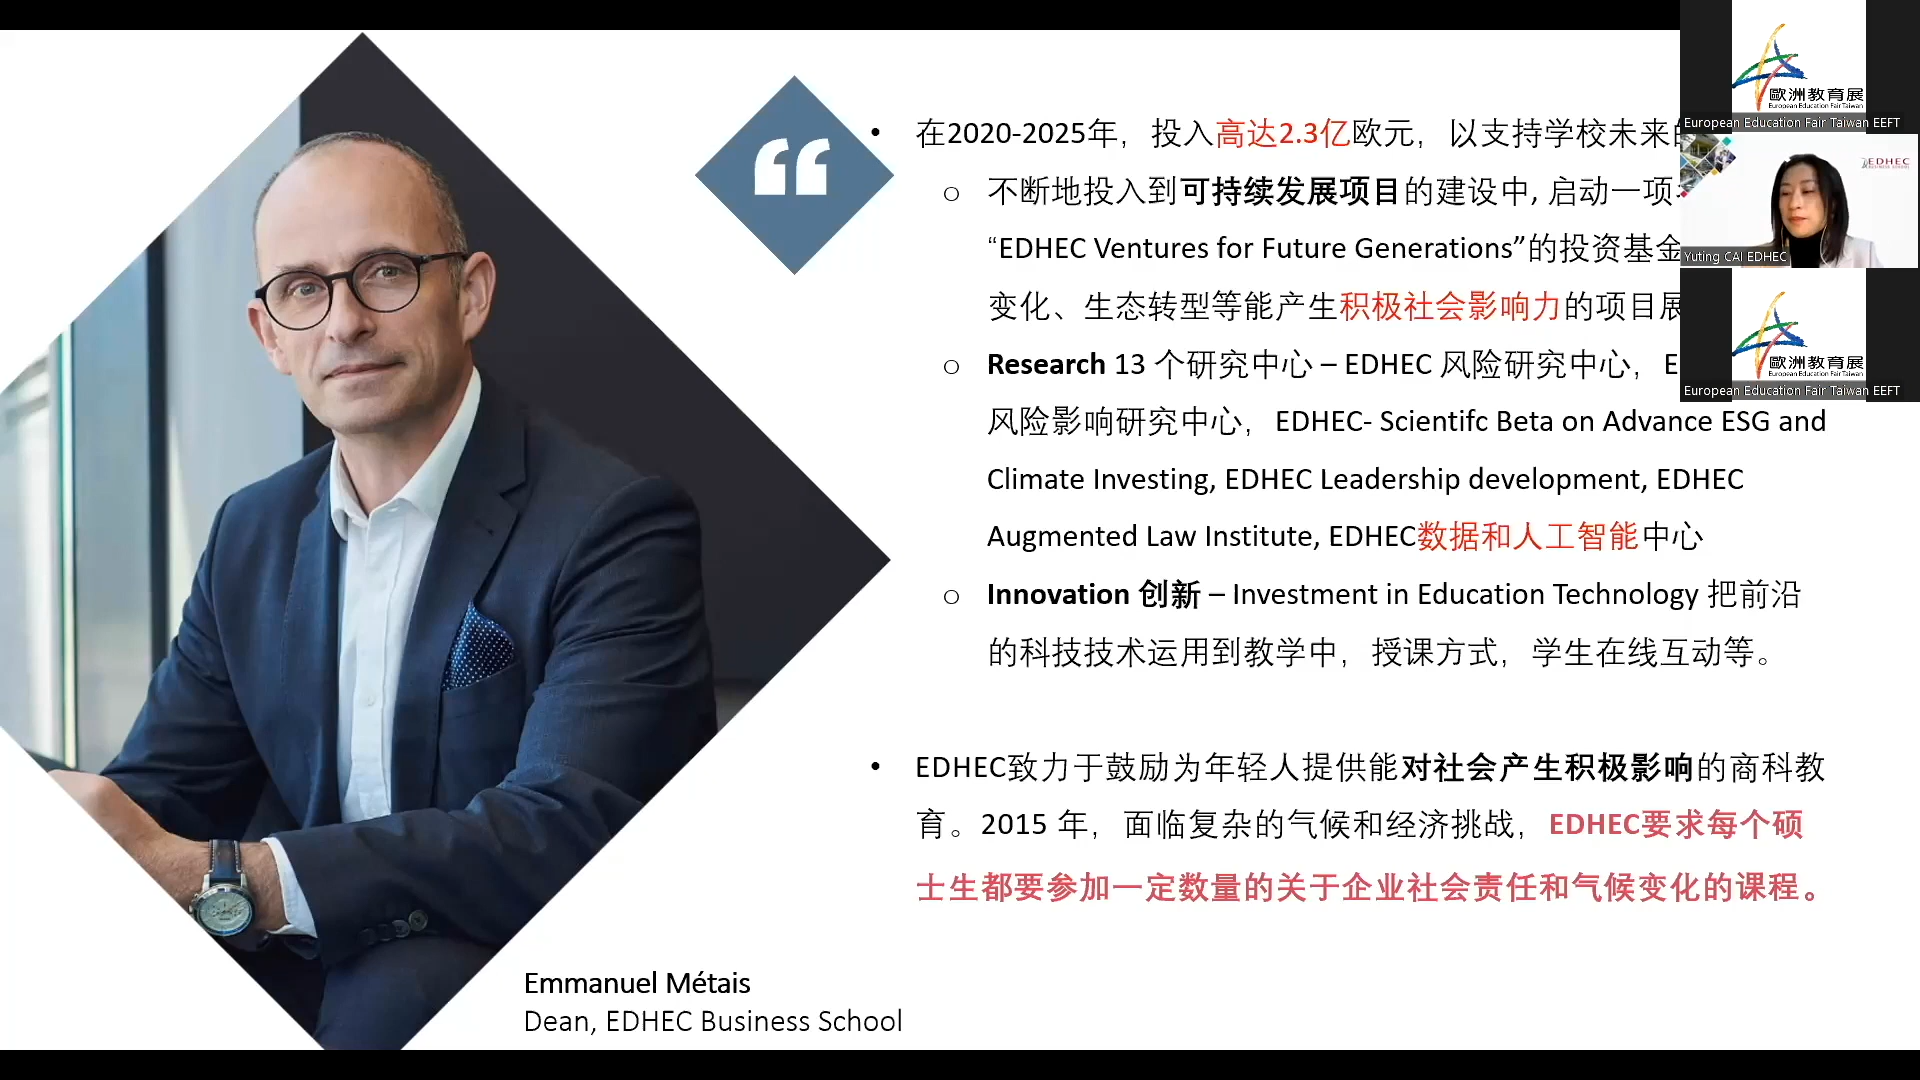 在2020-2025年，投入高达2.3亿欧元，以支持学校未来
不断地投入到可持续发展项目的建设中, 启动一项
“EDHEC Ventures for Future Generations”的投资基金
变化、生态转型等能产生积极社会影响力的项目
Research 13 个研究中心 – EDHEC 风险研究中心，
风险影响研究中心，EDHEC- Scientifc Beta on Advance ESG and
Climate Investing, EDHEC Leadership development, EDHEC
Augmented Law Institute, EDHEC数据和人工智能中心
Innovation 创新 – Investment in Education Technology 把前沿
的科技技术运用到教学中，授课方式，学生在线互动等。
EDHEC致力于鼓励为年轻人提供能对社会产生积极影响的商科教
育。2015 年，面临复杂的气候和经济挑战，EDHEC要求每个硕
士生都要参加一定数量的关于企业社会责任和气候变化的课程。
Emmanuel Métais
Dean, EDHEC Business School
歐洲教育展
European Education Fair Taiwan
European Education Fair Taiwan EEFT
EDHEC
BUSINESS SCHOOL
Yuting CAI EDHEC
歐洲教育展
European Education Fair Taiwan
European Education Fair Taiwan EEFT